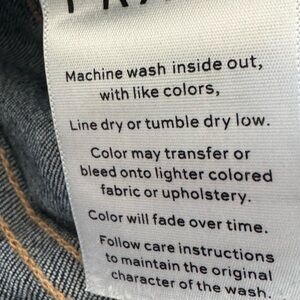 Machine wash inside out,
with like colors,
Line dry or tumble dry low.
Color may transfer or
bleed onto lighter colored
fabric or upholstery.
Color will fade over time.
Follow care instructions
to maintain the original
character of the wash.